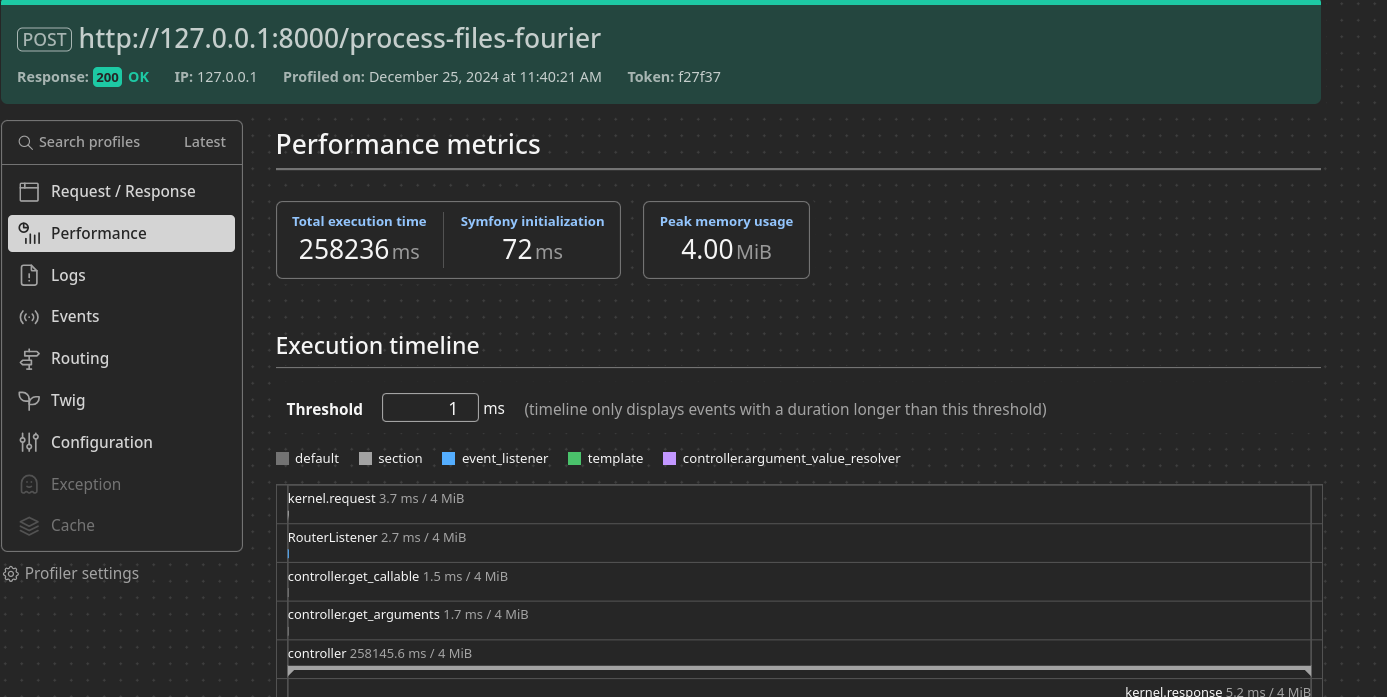 POST http://127.0.0.1:8000/process-files-fourier
Response: 200 OK IP: 127.0.0.1 Profiled on: December 25, 2024 at 11:40:21 AM Token: f27f37
Search profiles Latest
Request / Response
Performance
Logs
Events
Routing
Twig
Configuration
Exception
Cache
Profiler settings
Performance metrics
Total execution time Symfony initialization Peak memory usage
258236 ms 72 ms 4.00 MiB
Execution timeline
Threshold 1 ms (timeline only displays events with a duration longer than this threshold)
default section event_listener template controller.argument_value_resolver
kernel.request 3.7 ms / 4 MiB
RouterListener 2.7 ms / 4 MiB
controller.get_callable 1.5 ms / 4 MiB
controller.get_arguments 1.7 ms / 4 MiB
controller 258145.6 ms / 4 MiB
kernel.response 5.2 ms / 4 MiB